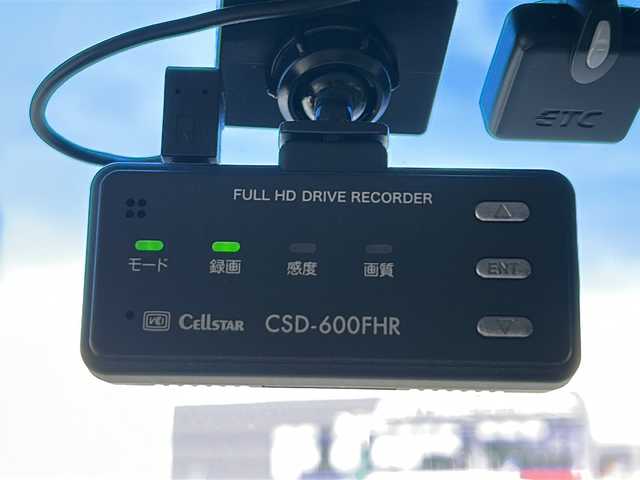 ETC
FULL HD DRIVE RECORDER
△
モード 録画 感度 画質
ENT
CELLSTAR CSD-600FHR
▽